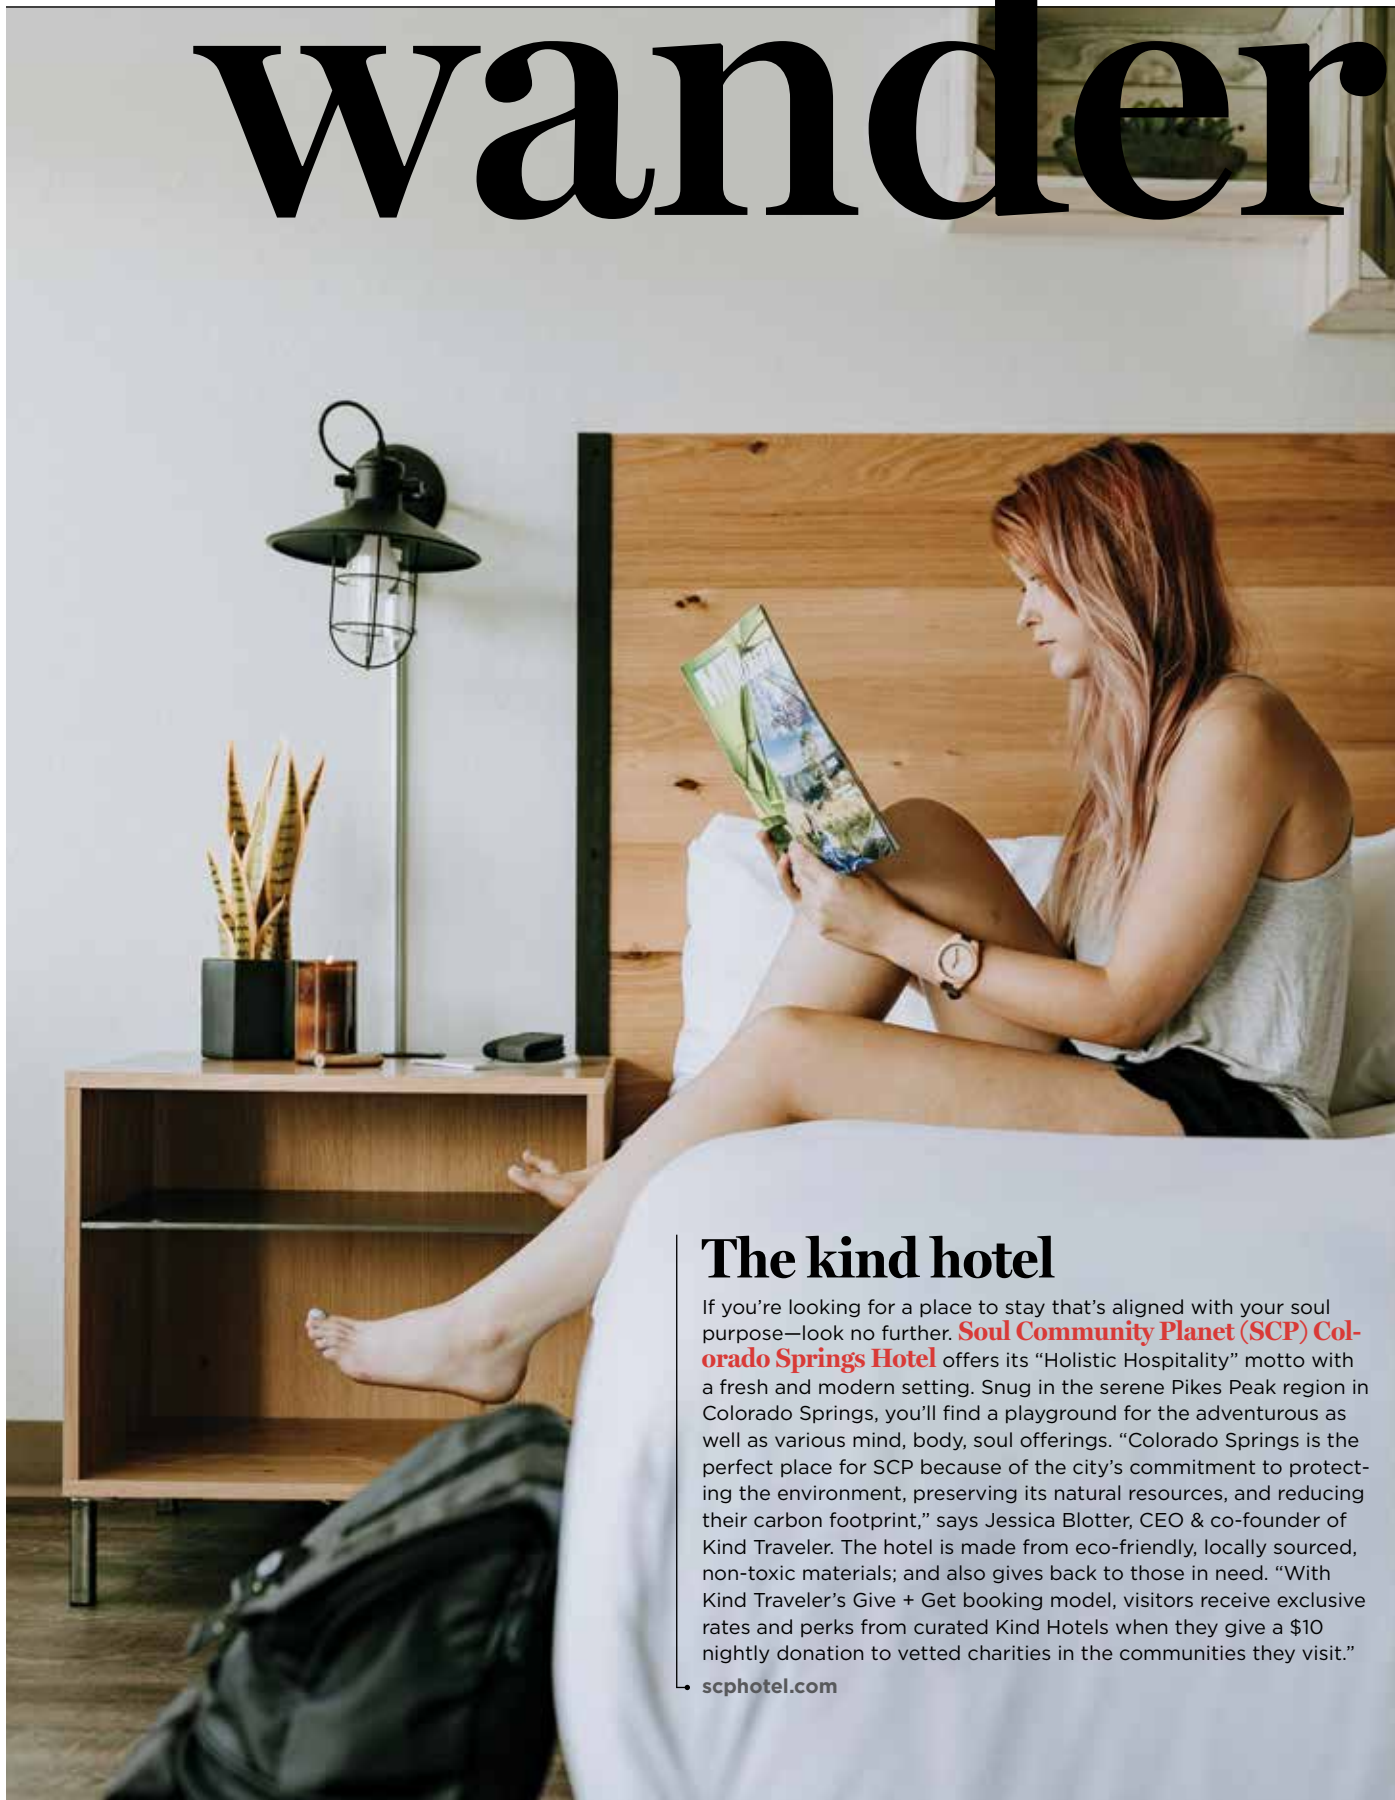 wander
The kind hotel
If you’re looking for a place to stay that’s aligned with your soul
purpose—look no further. Soul Community Planet (SCP) Col-
orado Springs Hotel offers its “Holistic Hospitality” motto with
a fresh and modern setting. Snug in the serene Pikes Peak region in
Colorado Springs, you’ll find a playground for the adventurous as
well as various mind, body, soul offerings. “Colorado Springs is the
perfect place for SCP because of the city’s commitment to protect-
ing the environment, preserving its natural resources, and reducing
their carbon footprint,” says Jessica Blotter, CEO & co-founder of
Kind Traveler. The hotel is made from eco-friendly, locally sourced,
non-toxic materials; and also gives back to those in need. “With
Kind Traveler’s Give + Get booking model, visitors receive exclusive
rates and perks from curated Kind Hotels when they give a $10
nightly donation to vetted charities in the communities they visit.”
scphotel.com